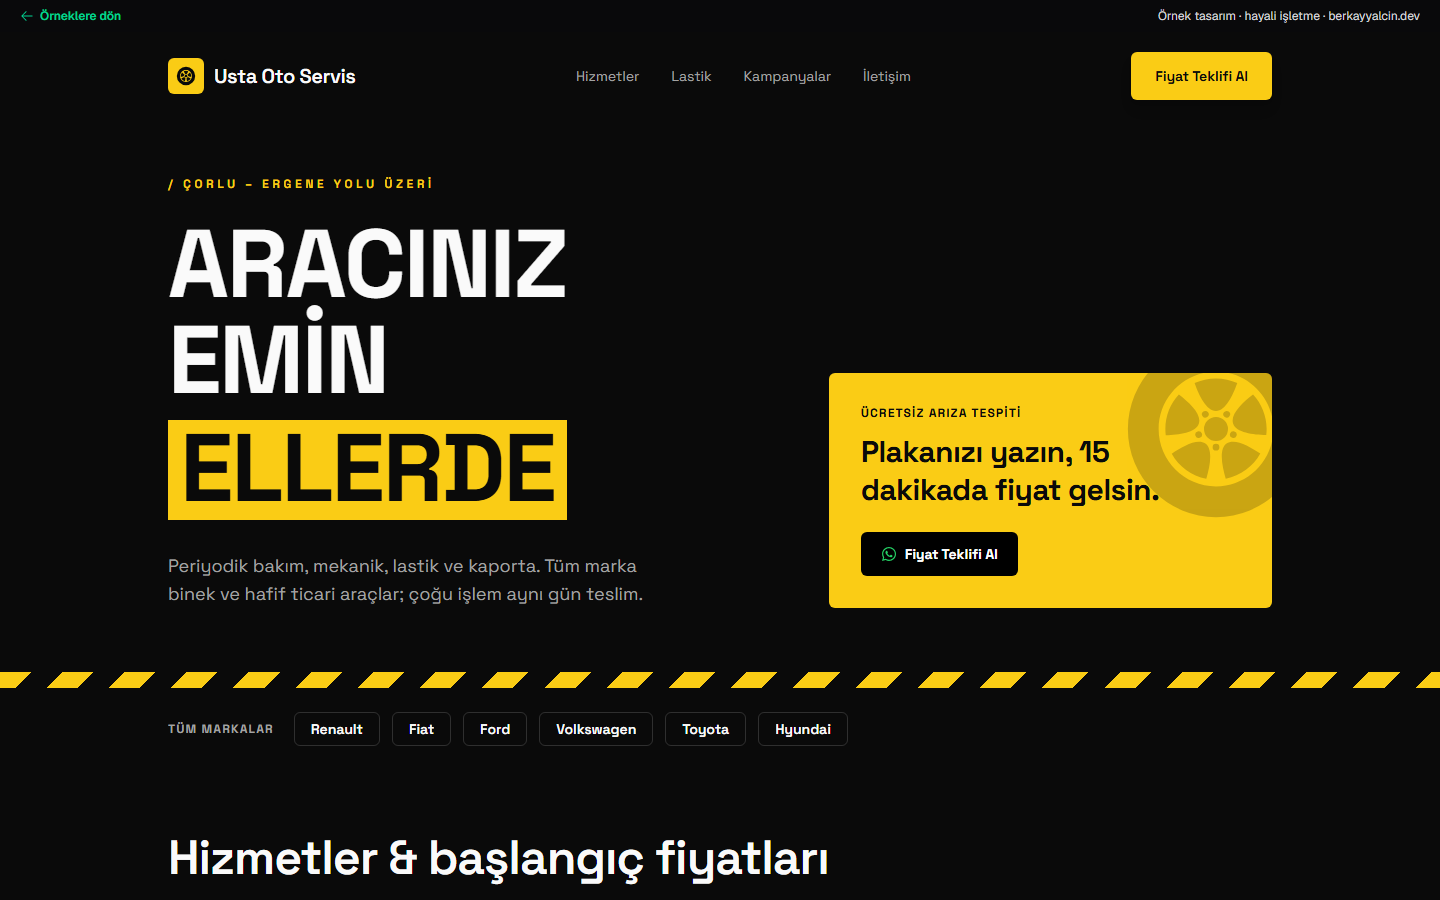 ← Örneklere dön
Örnek tasarım · hayali işletme · berkayyalcin.dev
Usta Oto Servis
Hizmetler
Lastik
Kampanyalar
İletişim
Fiyat Teklifi Al
/ ÇORLU – ERGENE YOLU ÜZERİ
ARACINIZ
EMİN
ELLERDE
Periyodik bakım, mekanik, lastik ve kaporta. Tüm marka
binek ve hafif ticari araçlar; çoğu işlem aynı gün teslim.
ÜCRETSİZ ARIZA TESPİTİ
Plakanızı yazın, 15
dakikada fiyat gelsin.
Fiyat Teklifi Al
TÜM MARKALAR
Renault
Fiat
Ford
Volkswagen
Toyota
Hyundai
Hizmetler & başlangıç fiyatları